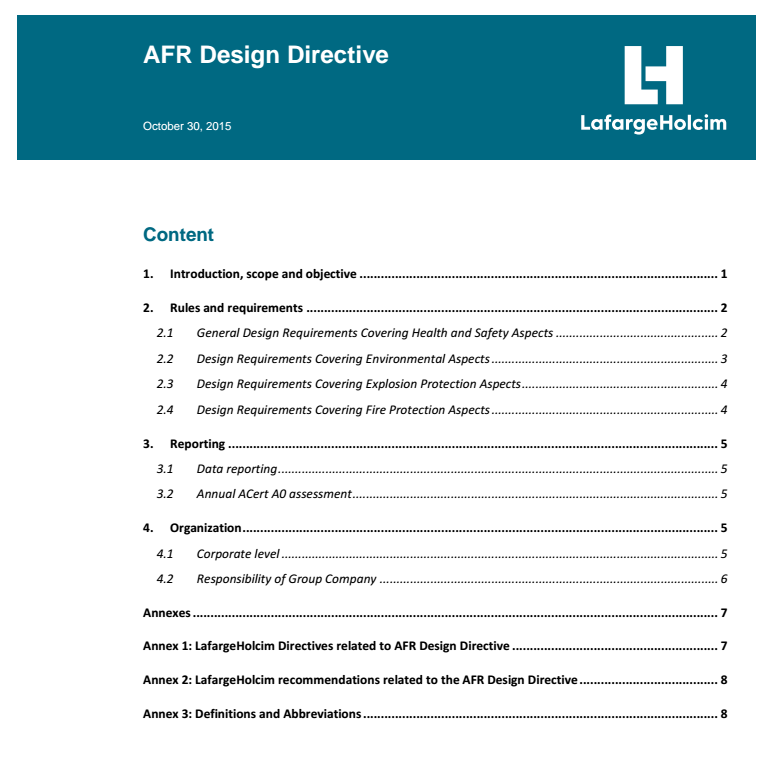 AFR Design Directive
October 30, 2015
LafargeHolcim
Content
1. Introduction, scope and objective ........ 1
2. Rules and requirements ........ 2
2.1 General Design Requirements Covering Health and Safety Aspects ........ 2
2.2 Design Requirements Covering Environmental Aspects ........ 3
2.3 Design Requirements Covering Explosion Protection Aspects ........ 4
2.4 Design Requirements Covering Fire Protection Aspects ........ 4
3. Reporting ........ 5
3.1 Data reporting ........ 5
3.2 Annual ACert A0 assessment ........ 5
4. Organization ........ 5
4.1 Corporate level ........ 5
4.2 Responsibility of Group Company ........ 6
Annexes ........ 7
Annex 1: LafargeHolcim Directives related to AFR Design Directive ........ 7
Annex 2: LafargeHolcim recommendations related to the AFR Design Directive ........ 8
Annex 3: Definitions and Abbreviations ........ 8